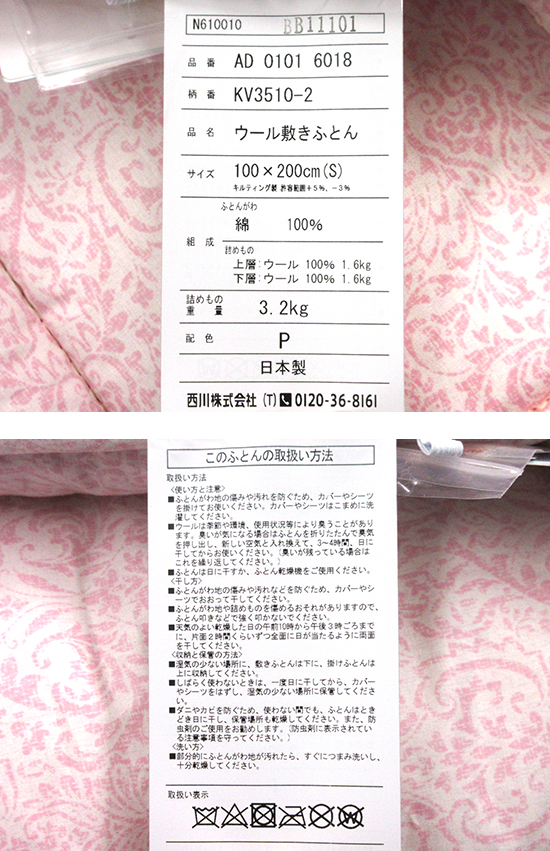 N610010 BB11101
品番 AD 0101 6018
柄番 KV3510-2
品名 ウール敷きふとん
サイズ 100×200cm(S)
キルティング製 許容範囲+5%、-3%
組成
ふとんがわ
綿 100%
詰めもの
上層:ウール 100% 1.6kg
下層:ウール 100% 1.6kg
詰めもの
重量 3.2kg
配色 P
日本製
西川株式会社 (T) 0120-36-8161
このふとんの取扱い方法
取扱い方法
<使い方と注意>
■ふとんがわ地の傷みや汚れを防ぐため、カバーやシーツ
を掛けてお使いください。カバーやシーツはこまめに洗
濯してください。
■ウールは季節や環境、使用状況等により臭うことがあり
ます。臭いが気になる場合はふとんを折りたたんで臭気
を押し出し、新しい空気と入れ換えて、3~4時間、日に
干してからお使いください。(臭いが残っている場合は
これを繰り返してください。)
■ふとんは日に干すか、ふとん乾燥機をご使用ください。
<干し方>
■ふとんがわ地の傷みや汚れなどを防ぐため、カバーやシ
ーツでおおって干してください。
■ふとんがわ地や詰めものを傷めるおそれがありますので、
ふとん叩きなどで強く叩かないでください。
■天気のよい乾燥した日の午前10時から午後3時ごろまで
に、片面2時間くらいずつ全面に日が当たるように両面
を干してください。
<収納と保管の方法>
■湿気の少ない場所に、敷きふとんは下に、掛けふとんは
上に収納してください。
■しばらく使わないときは、一度日に干してから、カバー
やシーツをはずし、湿気の少ない場所に保管してくださ
い。
■ダニやカビを防ぐため、使わない間でも、ふとんはときど
き日に干し、保管場所も乾燥してください。また、防
虫剤のご使用をお勧めします。(防虫剤に表示されてい
る注意事項を守ってください。)
<洗い方>
■部分的にふとんがわ地が汚れたら、すぐにつまみ洗いし、
十分乾燥してください。
取扱い表示